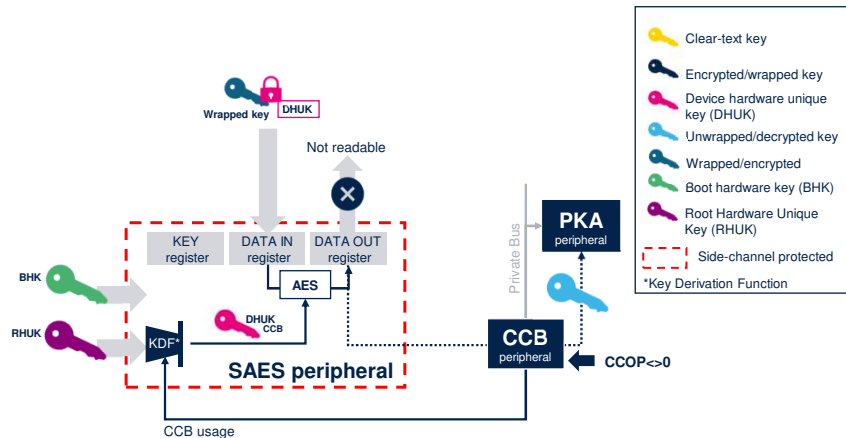 DHUK
Wrapped key
Not readable
KEY
register
DATA IN
register
DATA OUT
register
AES
BHK
RHUK
KDF*
DHUK
CCB
SAES peripheral
CCB usage
Private Bus
PKA
peripheral
CCB
peripheral
CCOP<>0
Clear-text key
Encrypted/wrapped key
Device hardware unique
key (DHUK)
Unwrapped/decrypted key
Wrapped/encrypted
Boot hardware key (BHK)
Root Hardware Unique
Key (RHUK)
Side-channel protected
*Key Derivation Function